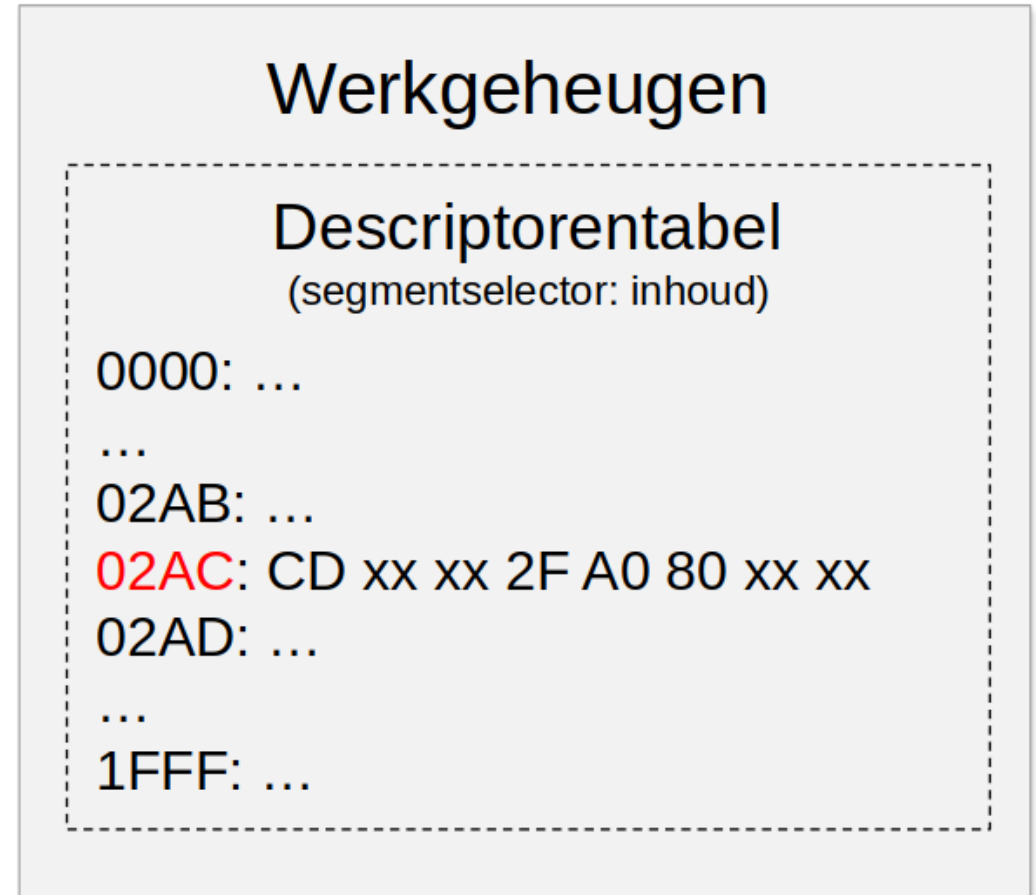 Werkgeheugen
Descriptorentabel
(segmentselector: inhoud)
0000: …
…
02AB: …
02AC: CD xx xx 2F A0 80 xx xx
02AD: …
…
1FFF: …